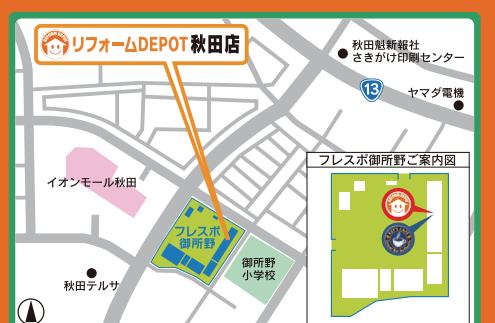 リフォームDEPOT 秋田店
秋田魁新報社
さきがけ印刷センター
13
ヤマダ電機
フレスポ御所野ご案内図
イオンモール秋田
フレスポ
御所野
御所野
小学校
秋田テルサ